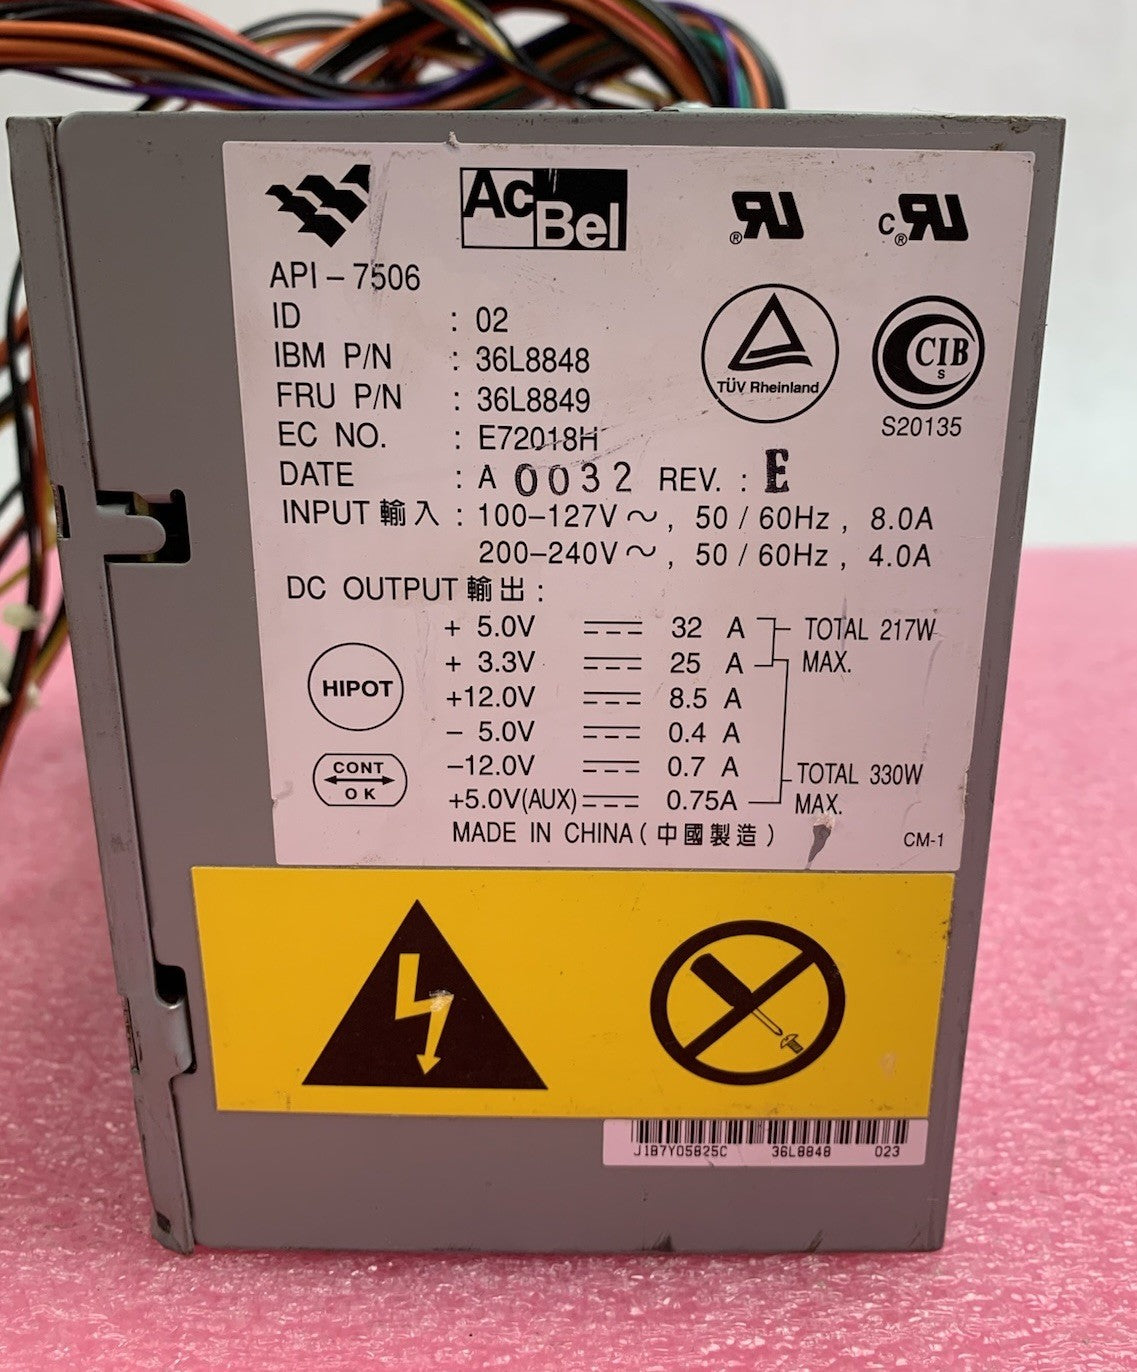 AcBel
API – 7506
ID : 02
IBM P/N : 36L8848
FRU P/N : 36L8849
EC NO. : E72018H
DATE : A 0032 REV. : E
INPUT 輸入 : 100–127V～, 50 / 60Hz, 8.0A
200–240V～, 50 / 60Hz, 4.0A
DC OUTPUT 輸出 :
+ 5.0V 32 A TOTAL 217W
+ 3.3V 25 A MAX.
+12.0V 8.5 A
– 5.0V 0.4 A
–12.0V 0.7 A TOTAL 330W
+5.0V(AUX) 0.75A MAX.
MADE IN CHINA (中國製造)
CM-1
RU®
cRU®
TÜV Rheinland
CIB
S
S20135
HIPOT
CONT
OK
J1B7Y05825C 36L8848 023